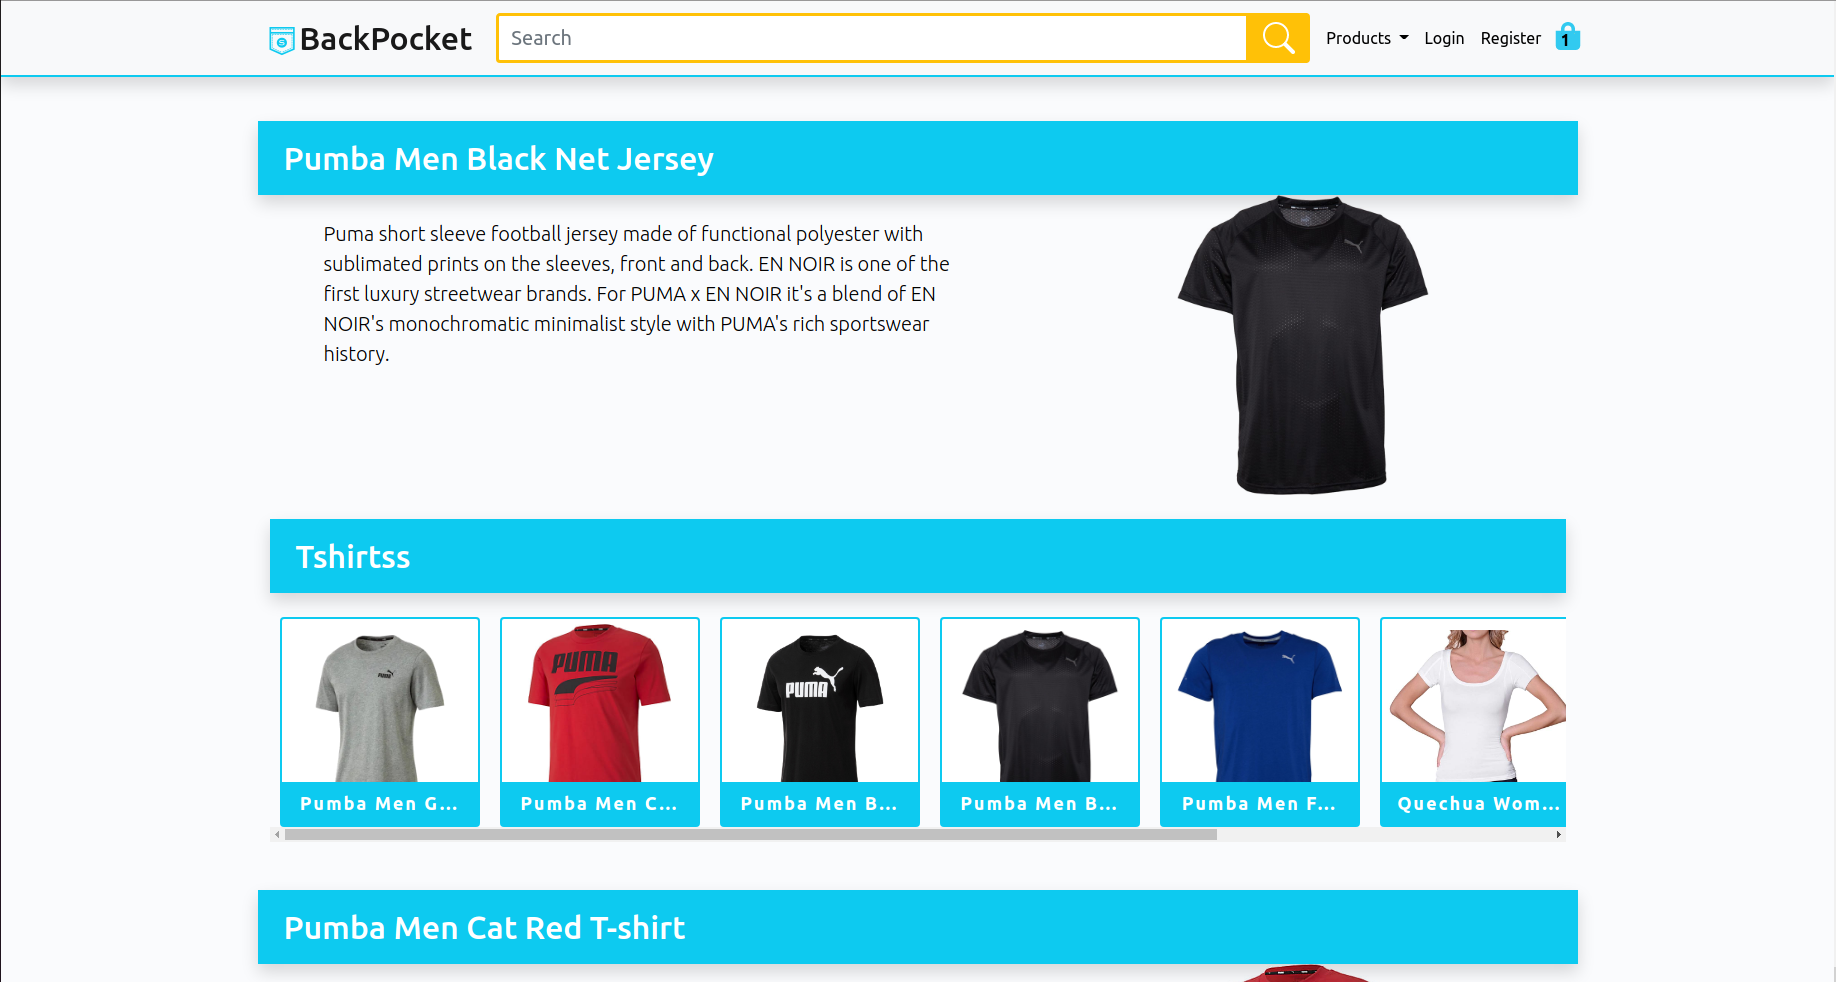 BackPocket
Search
Products
Login
Register
1
Pumba Men Black Net Jersey
Puma short sleeve football jersey made of functional polyester with
sublimated prints on the sleeves, front and back. EN NOIR is one of the
first luxury streetwear brands. For PUMA x EN NOIR it's a blend of EN
NOIR's monochromatic minimalist style with PUMA's rich sportswear
history.
Tshirtss
PUMA
PUMA
Pumba Men G...
Pumba Men C...
Pumba Men B...
Pumba Men B...
Pumba Men F...
Quechua Wom...
Pumba Men Cat Red T-shirt